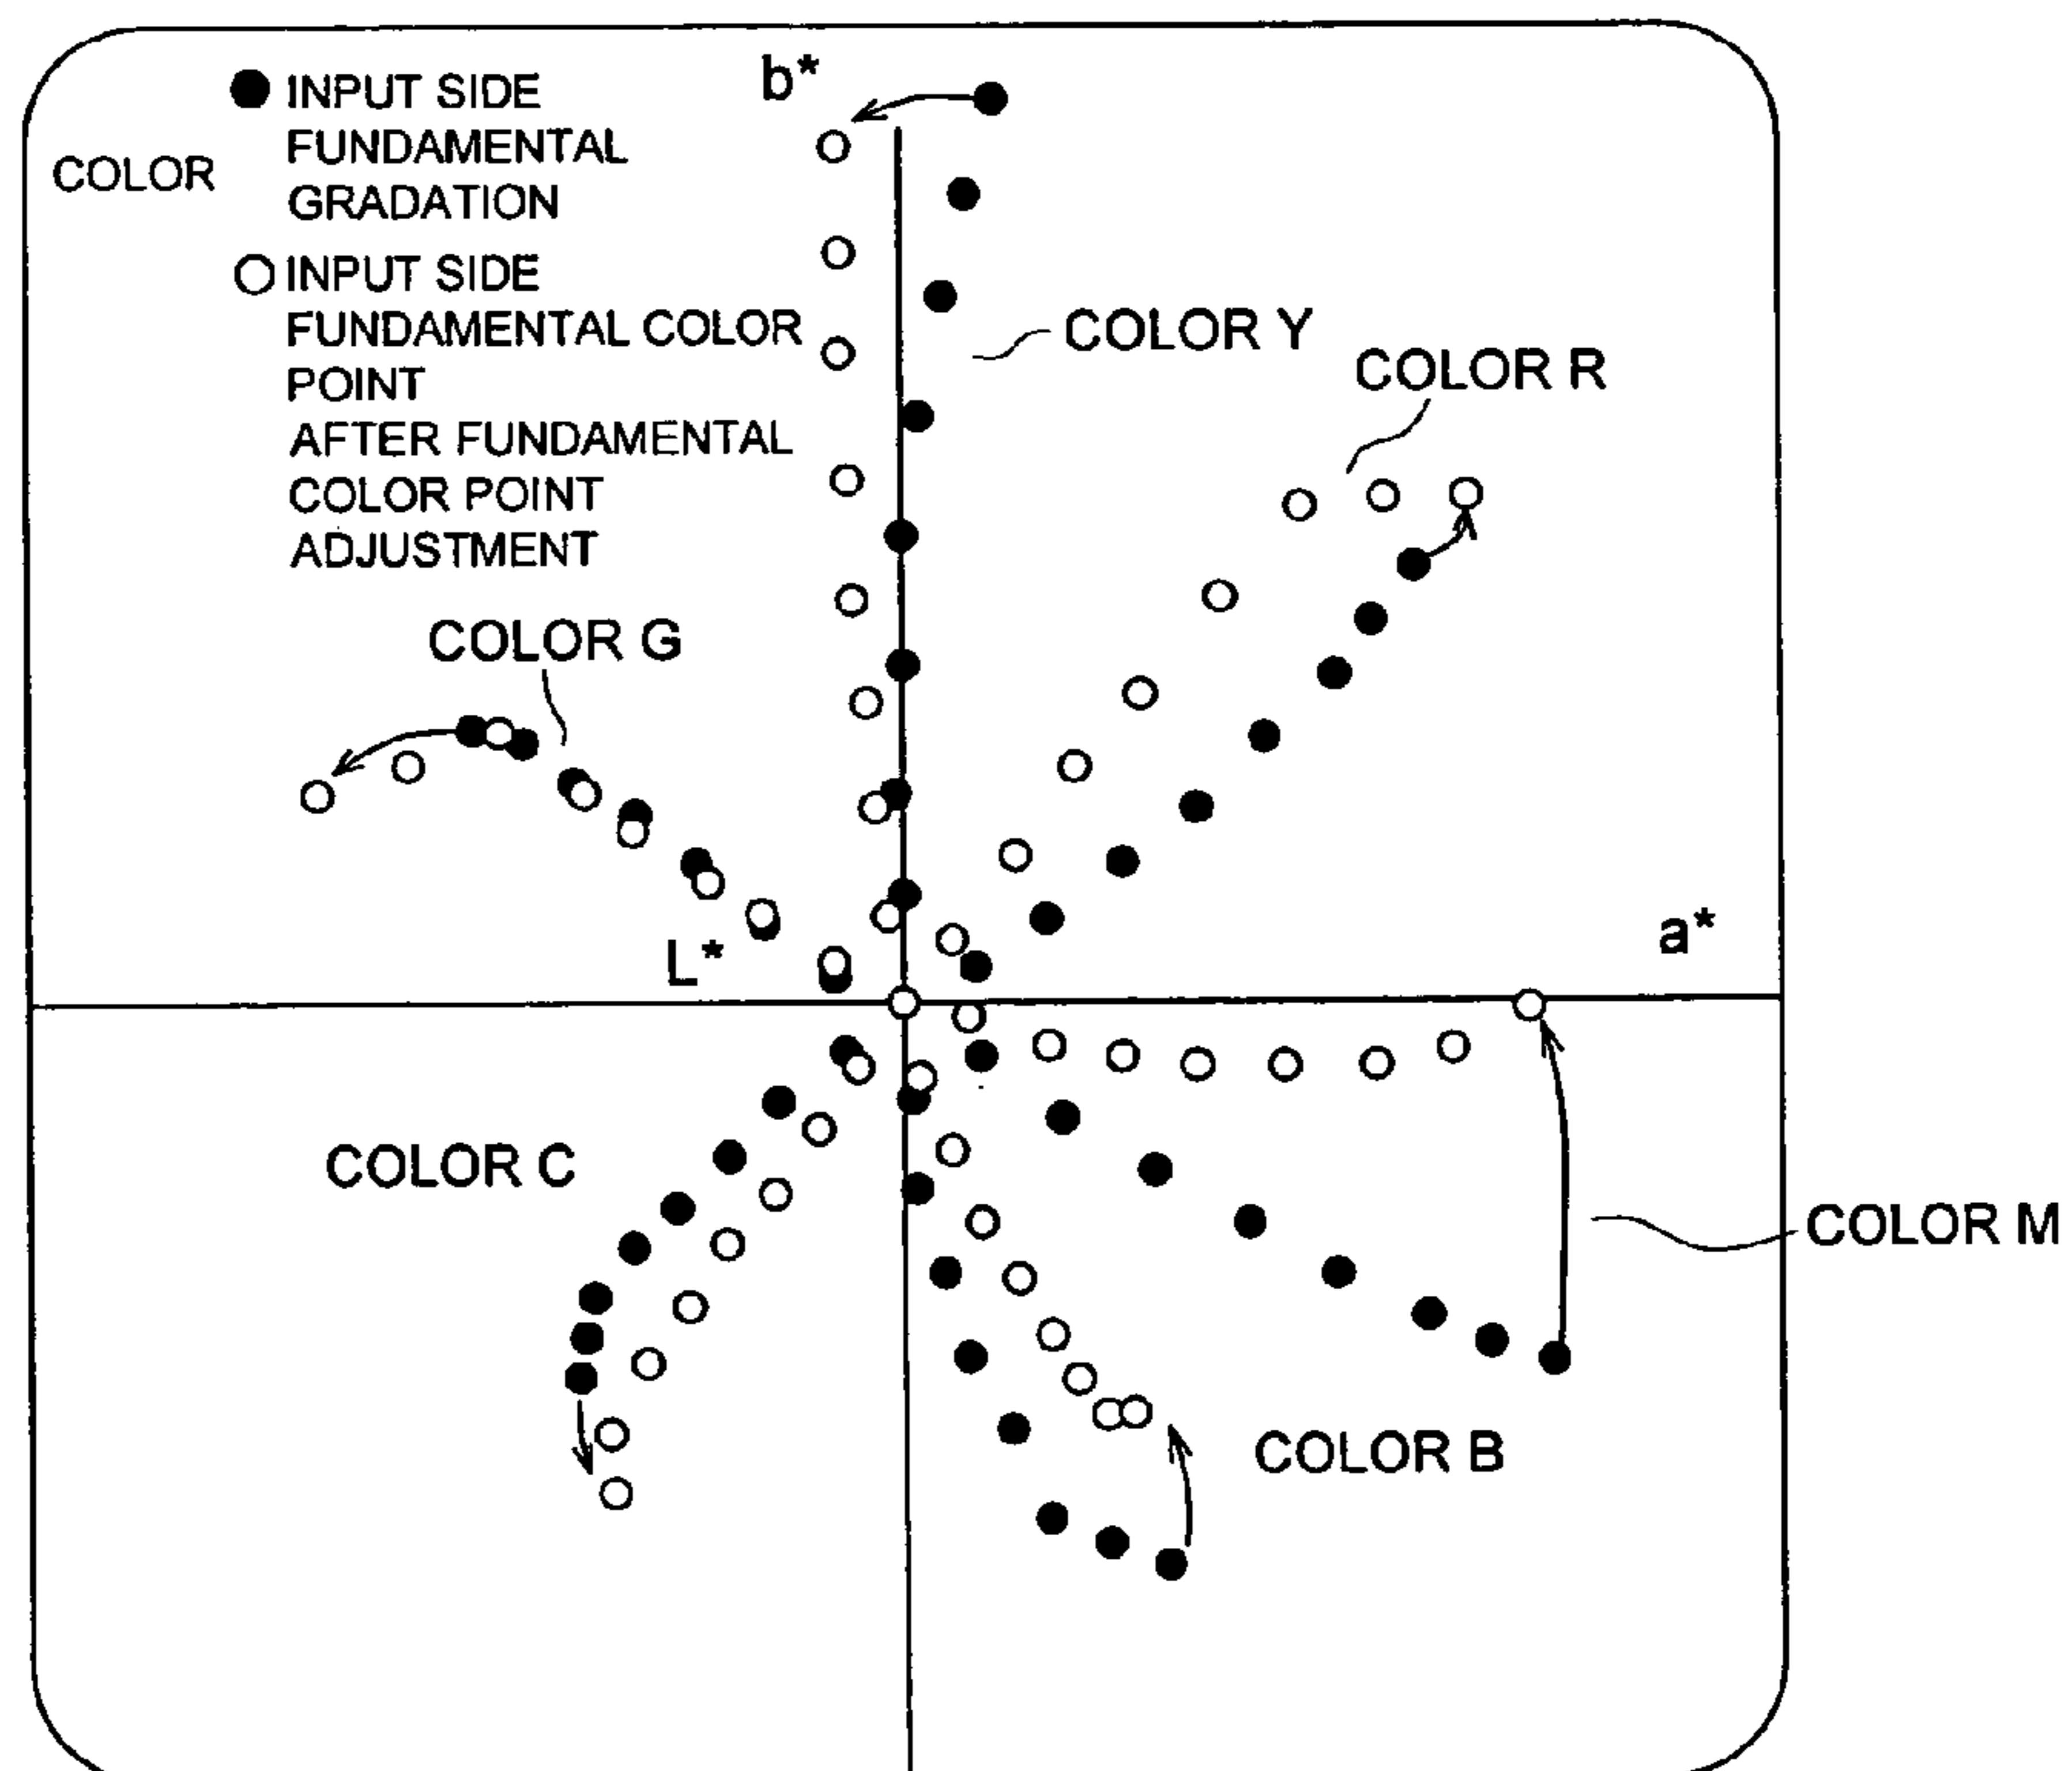 b*
INPUT SIDE
FUNDAMENTAL
GRADATION
COLOR
INPUT SIDE
FUNDAMENTAL COLOR
POINT
AFTER FUNDAMENTAL
COLOR POINT
ADJUSTMENT
COLOR Y
COLOR R
COLOR G
L*
a*
COLOR C
COLOR M
COLOR B